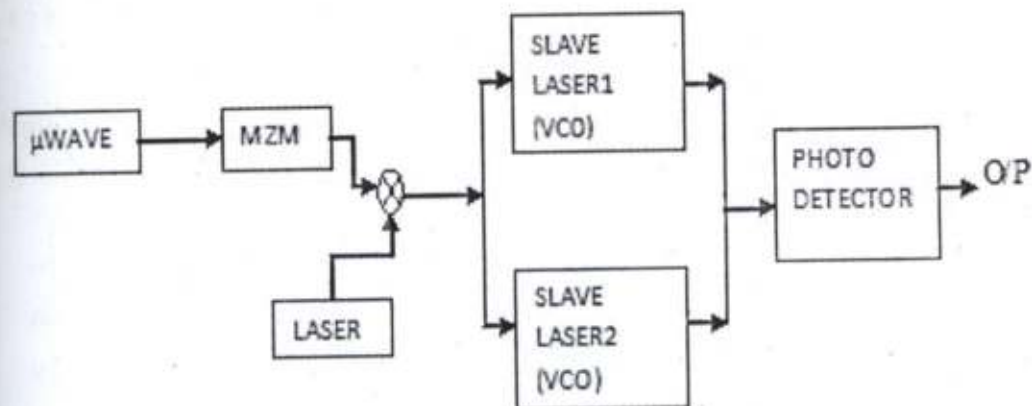 SLAVE
LASER1
(VCO)
µWAVE
MZM
PHOTO
DETECTOR
O/P
LASER
SLAVE
LASER2
(VCO)